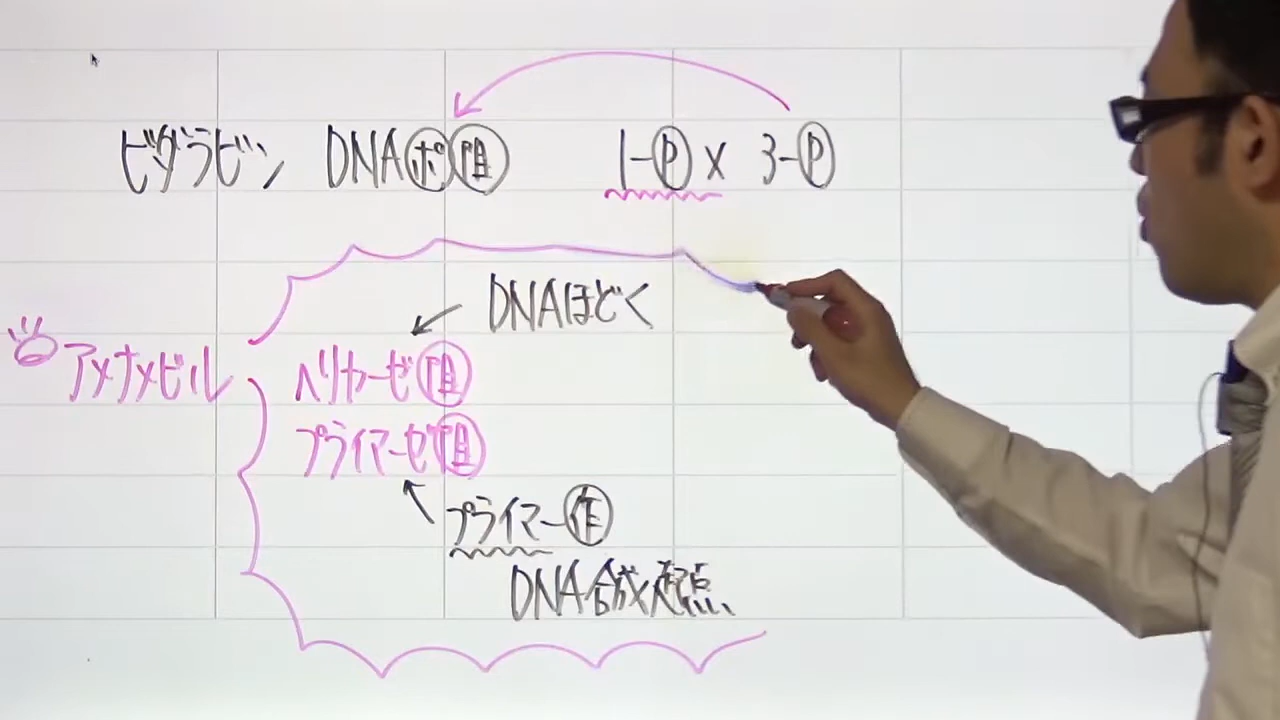 ビダラビン DNAポ阻 1-P× 3-P
DNAほどく
アメナメビル ヘリカーゼ阻
プライマーゼ阻
プライマー作
DNA合成起点